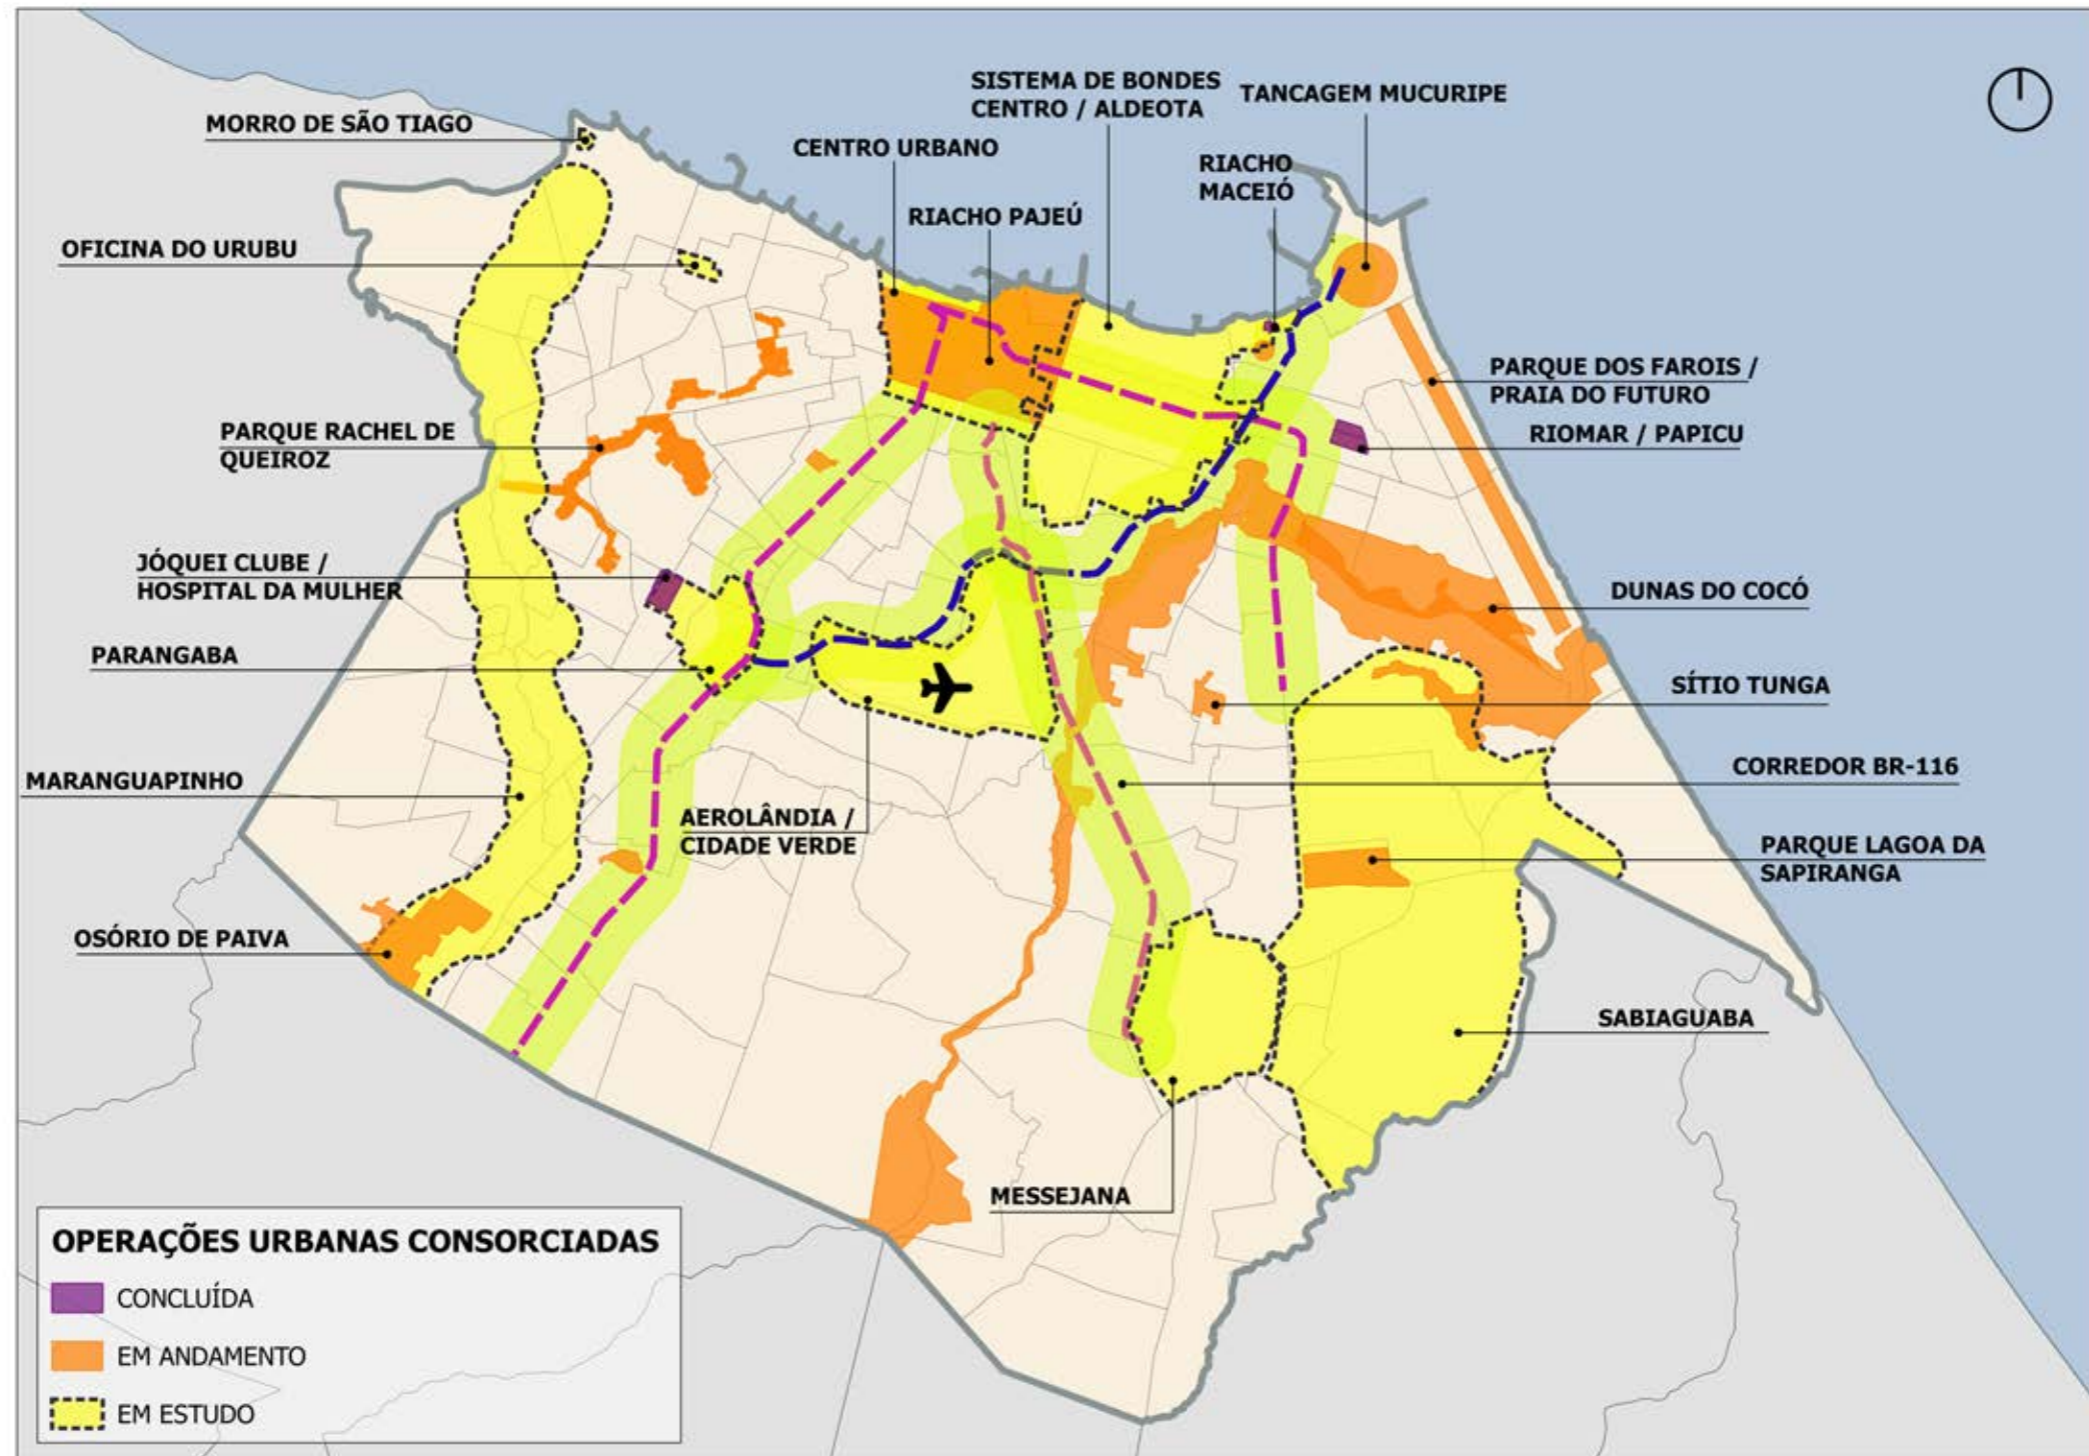 SISTEMA DE BONDES
CENTRO / ALDEOTA
TANCAGEM MUCURIPE
MORRO DE SÃO TIAGO
CENTRO URBANO
RIACHO
MACEIÓ
RIACHO PAJEÚ
OFICINA DO URUBU
PARQUE DOS FAROIS /
PRAIA DO FUTURO
PARQUE RACHEL DE
QUEIROZ
RIOMAR / PAPICU
JÓQUEI CLUBE /
HOSPITAL DA MULHER
DUNAS DO COCÓ
PARANGABA
SÍTIO TUNGA
MARANGUAPINHO
CORREDOR BR-116
AEROLÂNDIA /
CIDADE VERDE
PARQUE LAGOA DA
SAPIRANGA
OSÓRIO DE PAIVA
SABIAGUABA
MESSEJANA
OPERAÇÕES URBANAS CONSORCIADAS
CONCLUÍDA
EM ANDAMENTO
EM ESTUDO